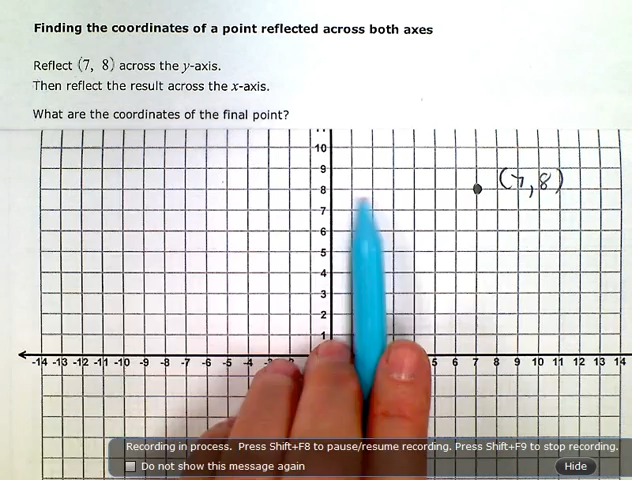 Finding the coordinates of a point reflected across both axes
Reflect (7, 8) across the y-axis.
Then reflect the result across the x-axis.
What are the coordinates of the final point?
10
9
(7,8)
8
7
6
5
4
3
2
1
-14 -13 -12 -11 -10 -9 -8 -7 -6 -5 -4 5 6 7 8 9 10 11 12 13 14
Recording in process. Press Shift+F8 to pause/resume recording. Press Shift+F9 to stop recording.
Do not show this message again
Hide